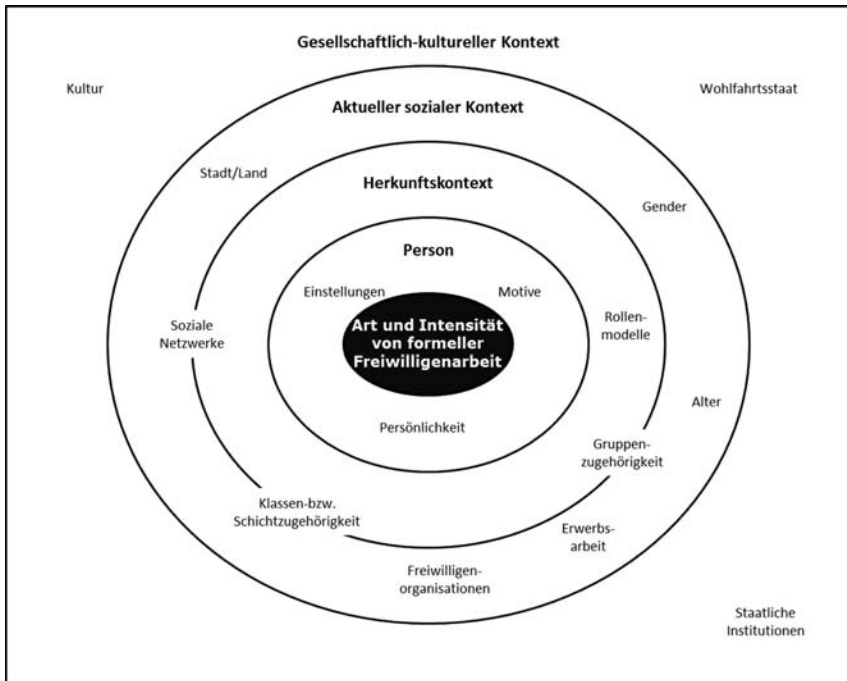 Gesellschaftlich-kultureller Kontext
Kultur
Wohlfahrtsstaat
Aktueller sozialer Kontext
Stadt/Land
Herkunftskontext
Gender
Person
Einstellungen
Motive
Soziale
Netzwerke
Art und Intensität
von formeller
Freiwilligenarbeit
Rollen-
modelle
Alter
Persönlichkeit
Gruppen-
zugehörigkeit
Klassen-bzw.
Schichtzugehörigkeit
Erwerbs-
arbeit
Freiwilligen-
organisationen
Staatliche
Institutionen